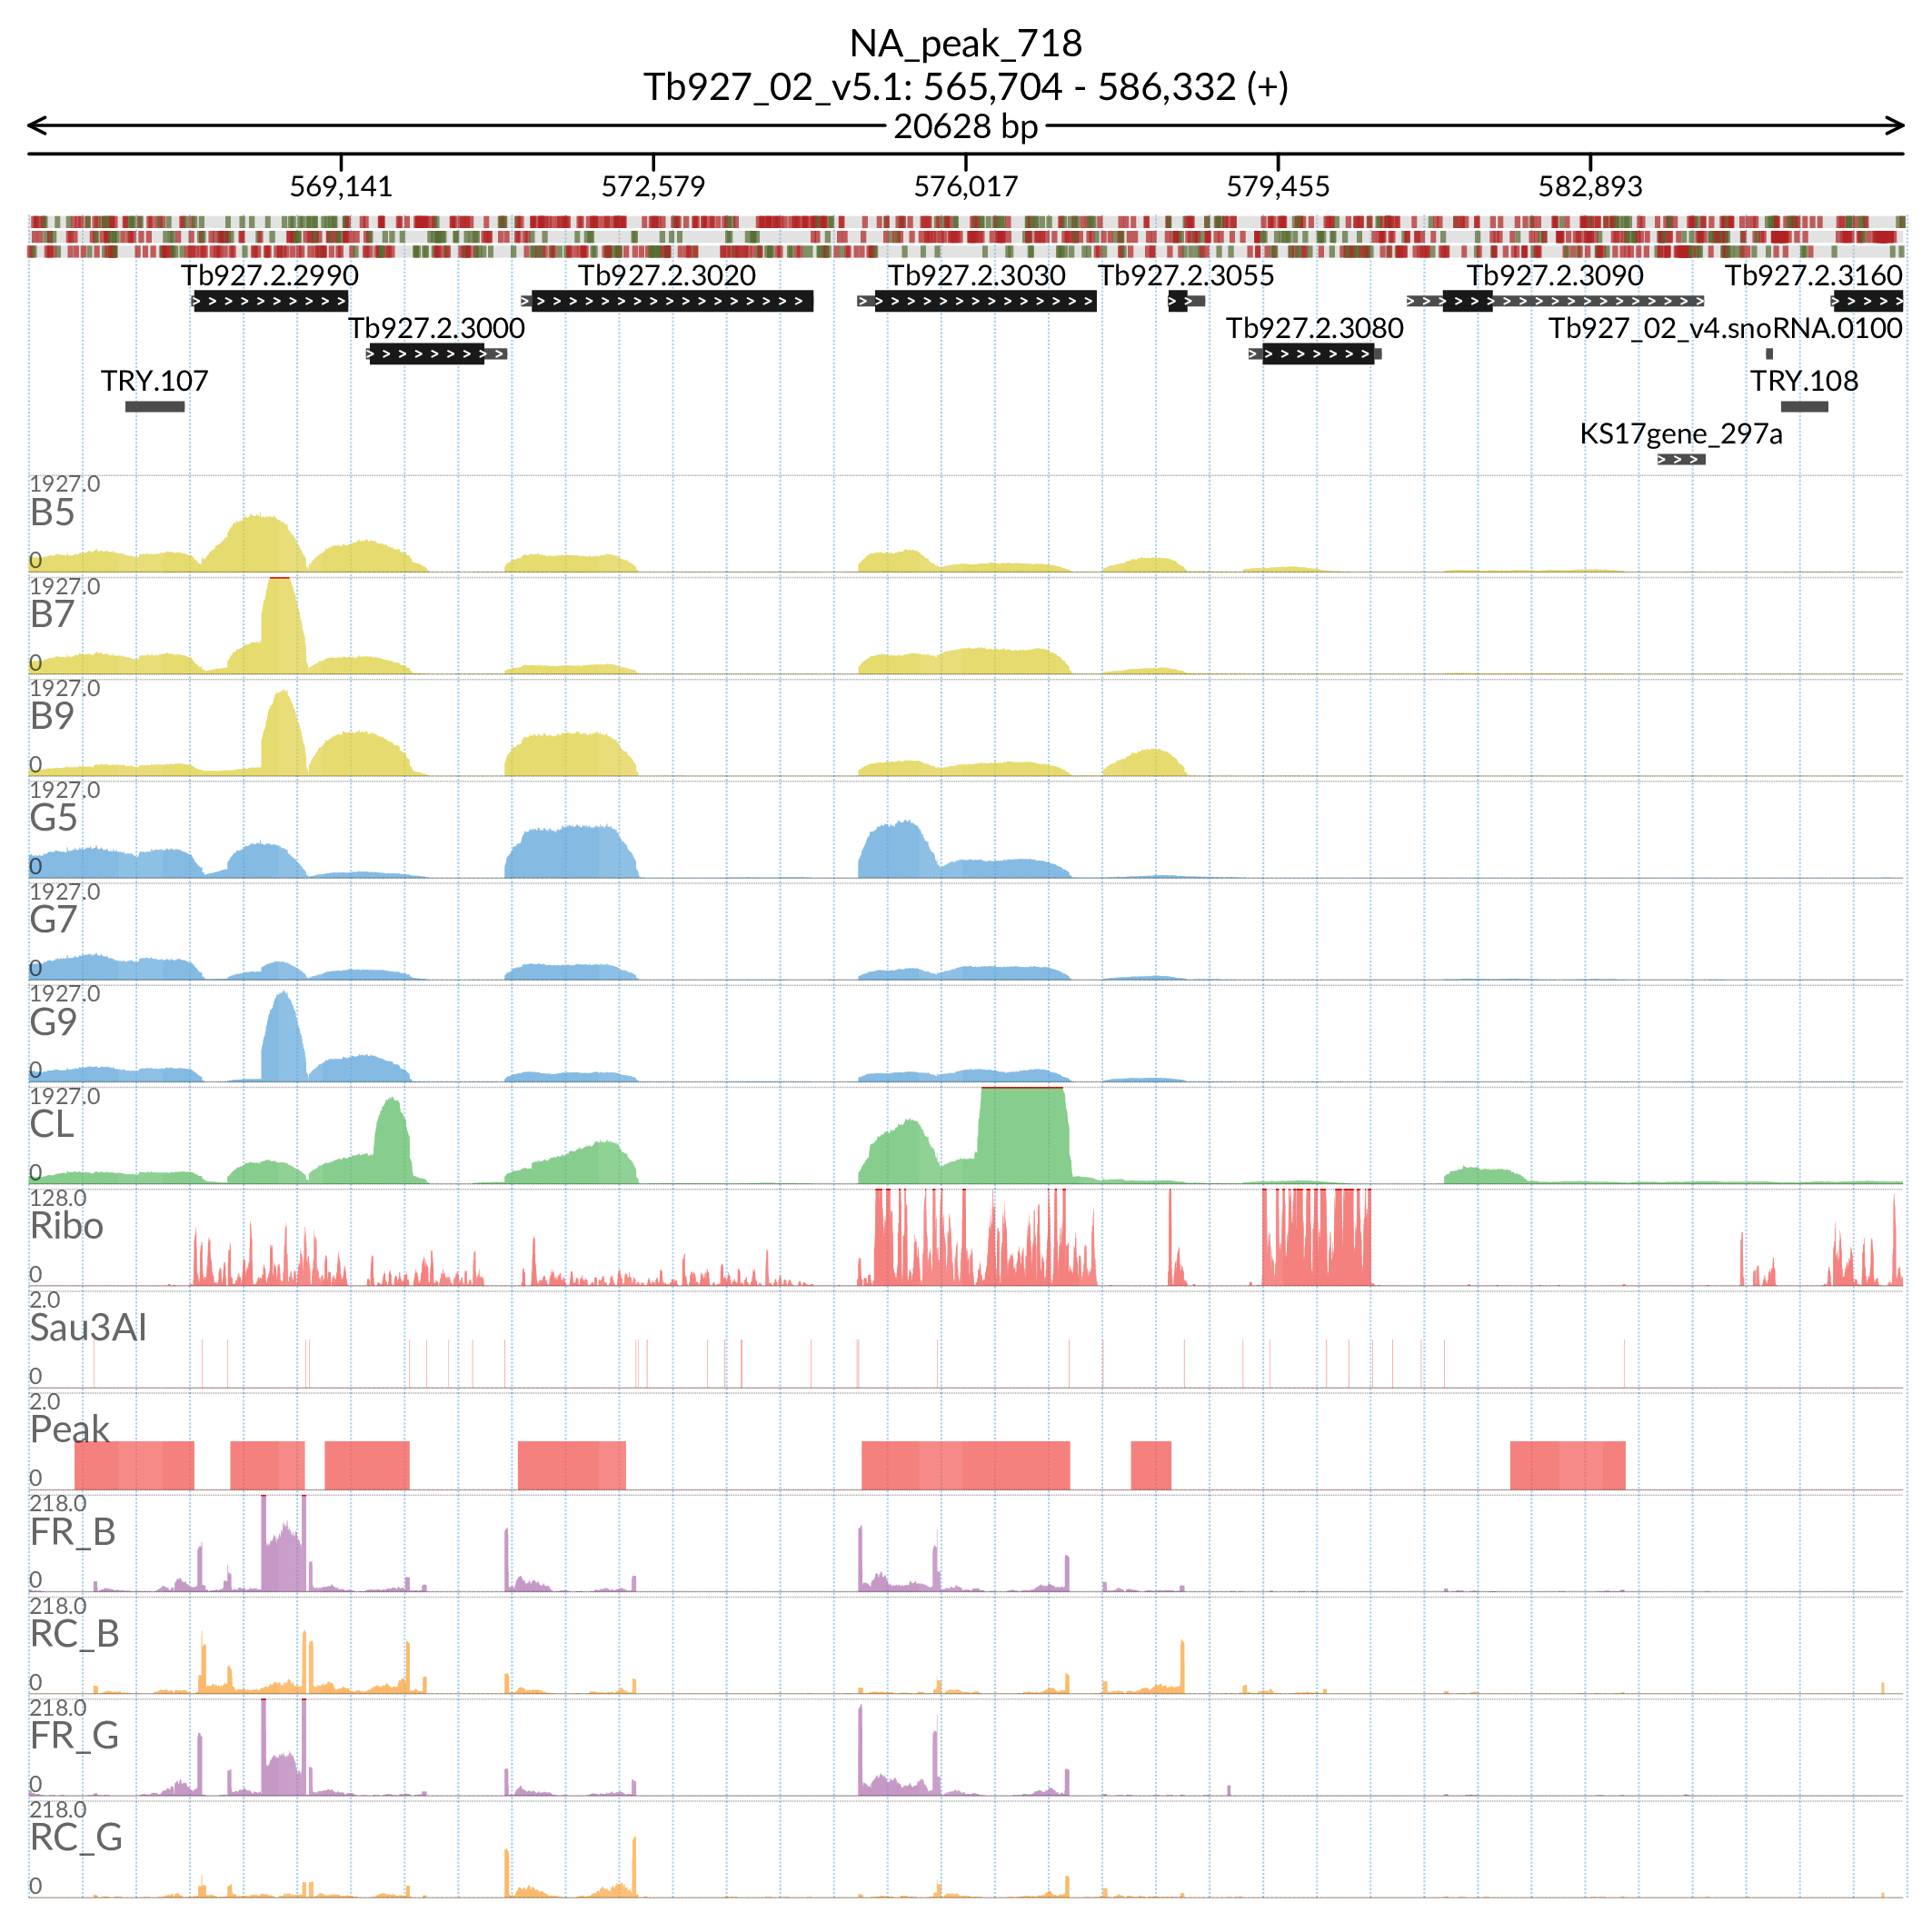 NA_peak_718
Tb927_02_v5.1: 565,704 - 586,332 (+)
20628 bp
569,141 572,579 576,017 579,455 582,893
Tb927.2.2990 Tb927.2.3020 Tb927.2.3030 Tb927.2.3055 Tb927.2.3090 Tb927.2.3160
Tb927.2.3000 Tb927.2.3080 Tb927_02_v4.snoRNA.0100
TRY.107 TRY.108
KS17gene_297a
1927.0
B5
0
1927.0
B7
0
1927.0
B9
0
1927.0
G5
0
1927.0
G7
0
1927.0
G9
0
1927.0
CL
0
128.0
Ribo
0
2.0
Sau3AI
0
2.0
Peak
0
218.0
FR_B
0
218.0
RC_B
0
218.0
FR_G
0
218.0
RC_G
0